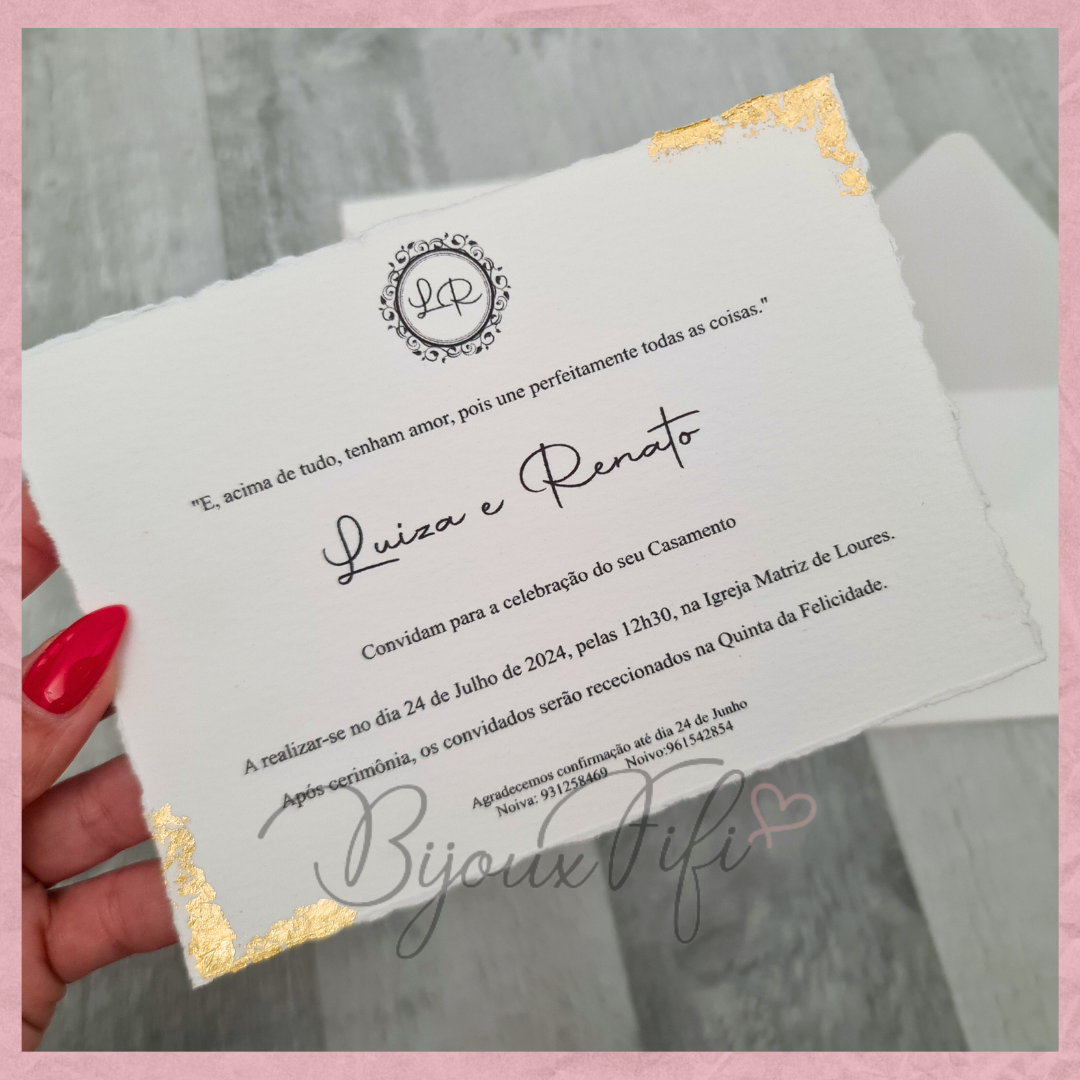 LR
"E, acima de tudo, tenham amor, pois une perfeitamente todas as coisas."
Luiza e Renato
Convidam para a celebração do seu Casamento
A realizar-se no dia 24 de Julho de 2024, pelas 12h30, na Igreja Matriz de Loures.
Após cerimônia, os convidados serão rececionados na Quinta da Felicidade.
Agradecemos confirmação até dia 24 de Junho
Noiva: 931258469 Noivo:961542854
BijouxFifi